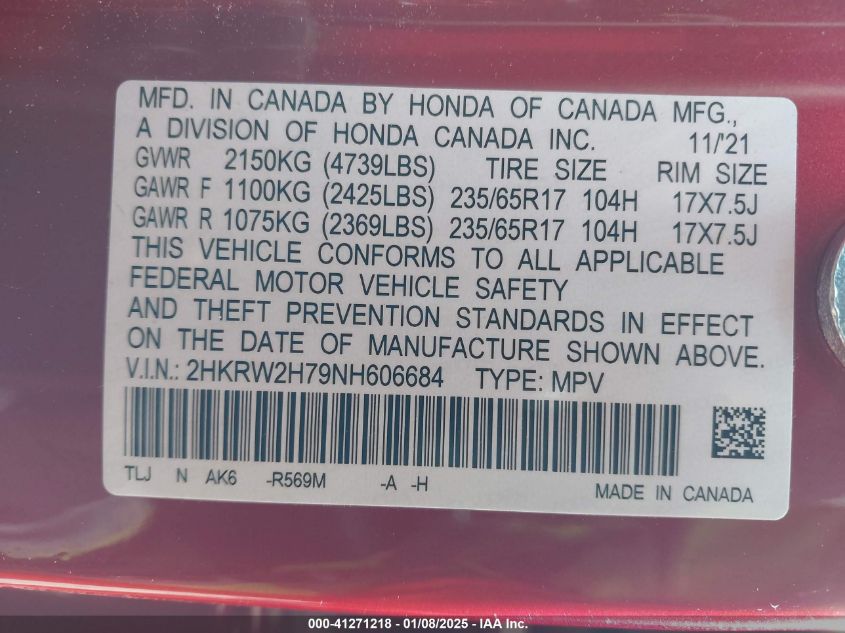 MFD. IN CANADA BY HONDA OF CANADA MFG.,
A DIVISION OF HONDA CANADA INC. 11/'21
GVWR 2150KG (4739LBS) TIRE SIZE RIM SIZE
GAWR F 1100KG (2425LBS) 235/65R17 104H 17X7.5J
GAWR R 1075KG (2369LBS) 235/65R17 104H 17X7.5J
THIS VEHICLE CONFORMS TO ALL APPLICABLE
FEDERAL MOTOR VEHICLE SAFETY
AND THEFT PREVENTION STANDARDS IN EFFECT
ON THE DATE OF MANUFACTURE SHOWN ABOVE.
V.I.N.: 2HKRW2H79NH606684 TYPE: MPV
TLJ N AK6 -R569M -A -H
MADE IN CANADA
000-41271218 - 01/08/2025 - IAA Inc.